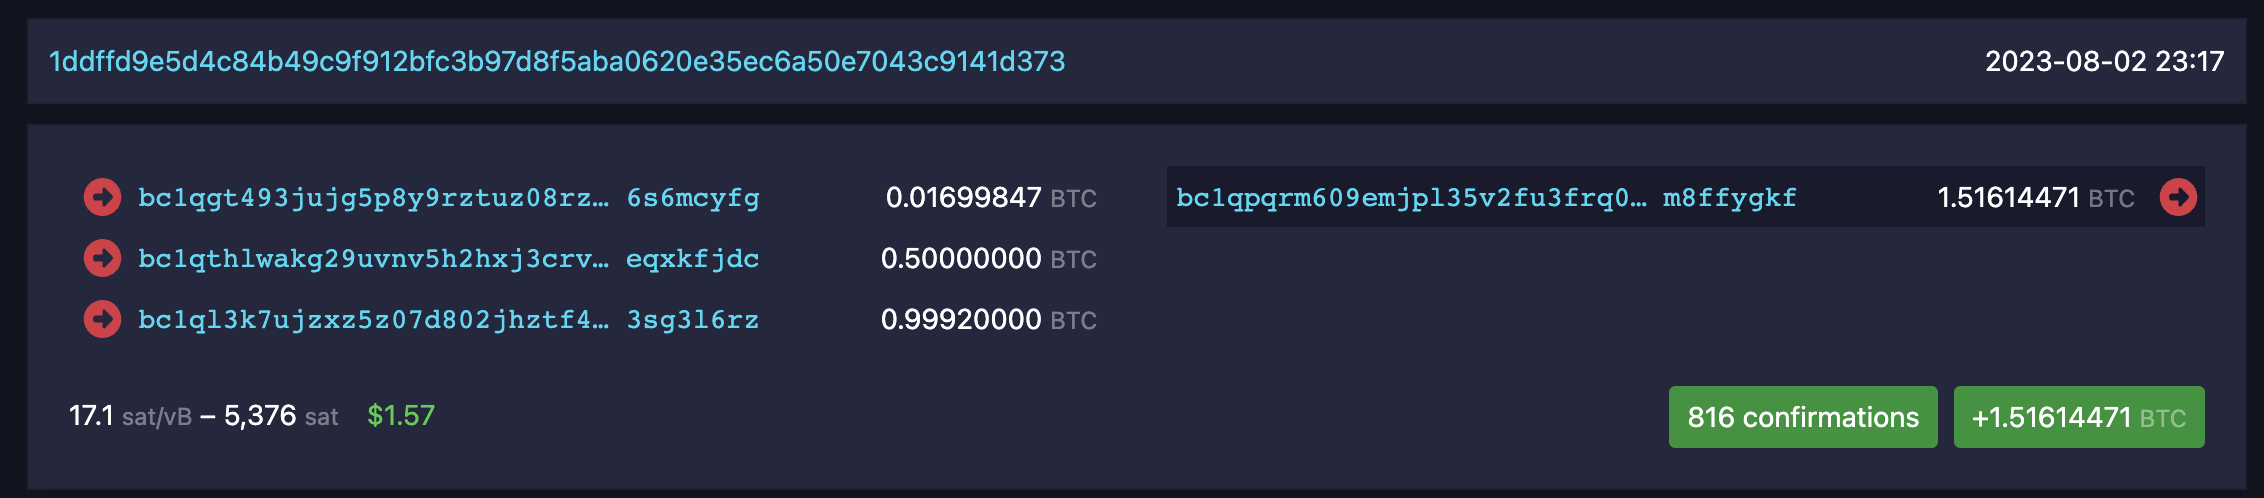 1ddffd9e5d4c84b49c9f912bfc3b97d8f5aba0620e35ec6a50e7043c9141d373 2023-08-02 23:17
bc1qgt493jujg5p8y9rztuz08rz… 6s6mcyfg 0.01699847 BTC bc1qpqrm609emjpl35v2fu3frq0… m8ffygkf 1.51614471 BTC
bc1qthlwakg29uvnv5h2hxj3crv… eqxkfjdc 0.50000000 BTC
bc1ql3k7ujzxz5z07d802jhztf4… 3sg3l6rz 0.99920000 BTC
17.1 sat/vB – 5,376 sat $1.57 816 confirmations +1.51614471 BTC